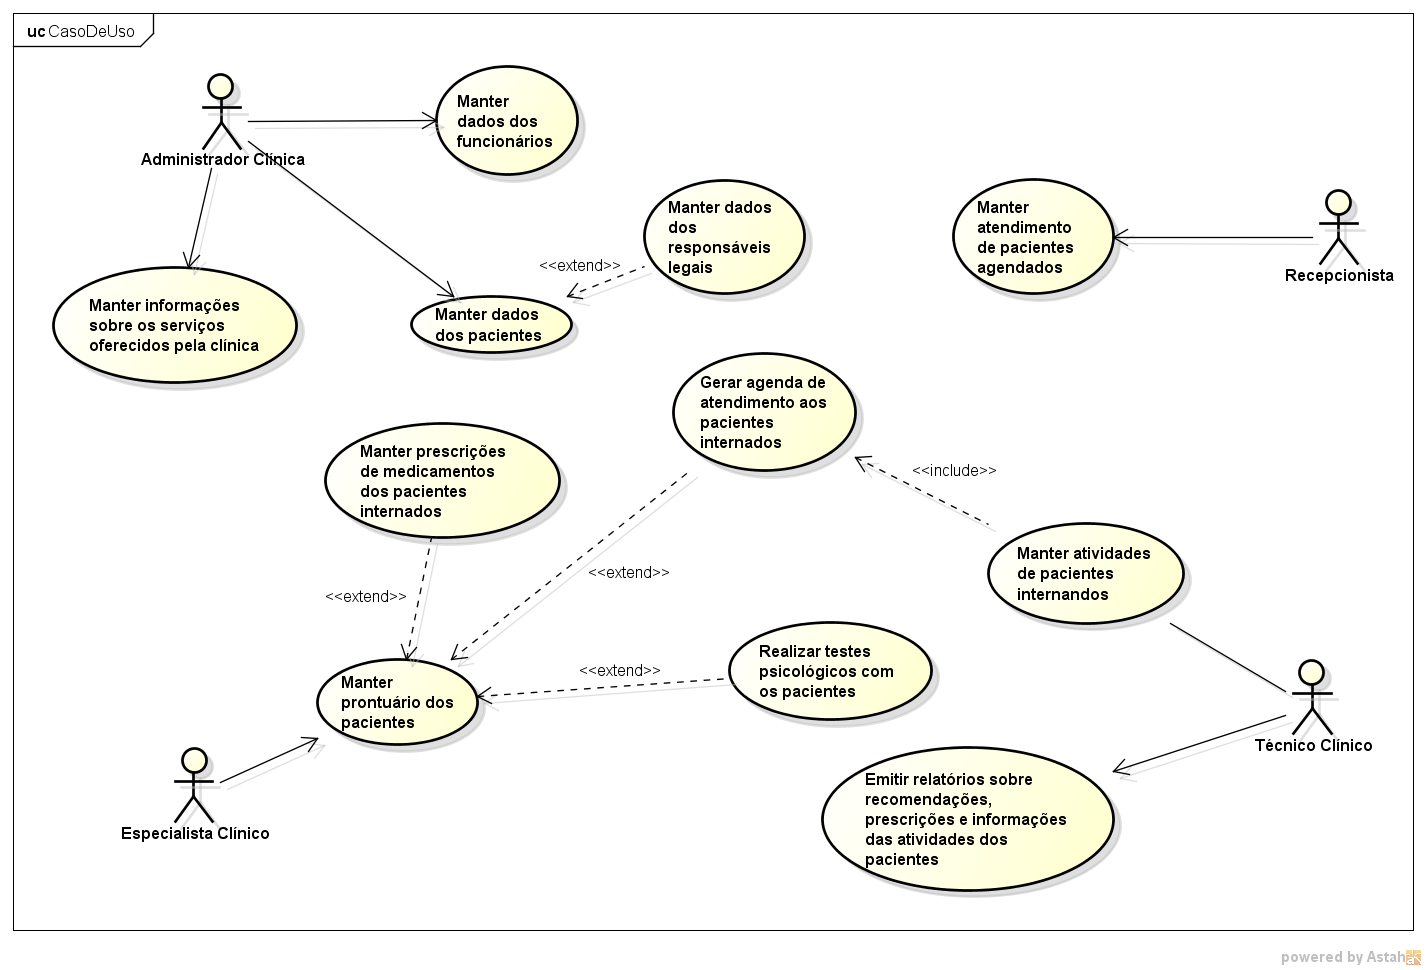 uc CasoDeUso
Manter
dados dos
funcionários
Administrador Clínica
Manter dados
dos
responsáveis
legais
<<extend>>
Manter
atendimento
de pacientes
agendados
Recepcionista
Manter informações
sobre os serviços
oferecidos pela clínica
Manter dados
dos pacientes
Gerar agenda de
atendimento aos
pacientes
internados
Manter prescrições
de medicamentos
dos pacientes
internados
<<include>>
Manter atividades
de pacientes
internandos
<<extend>>
<<extend>>
Realizar testes
psicológicos com
os pacientes
<<extend>>
Manter
prontuário dos
pacientes
Técnico Clínico
Especialista Clínico
Emitir relatórios sobre
recomendações,
prescrições e informações
das atividades dos
pacientes
powered by Astah